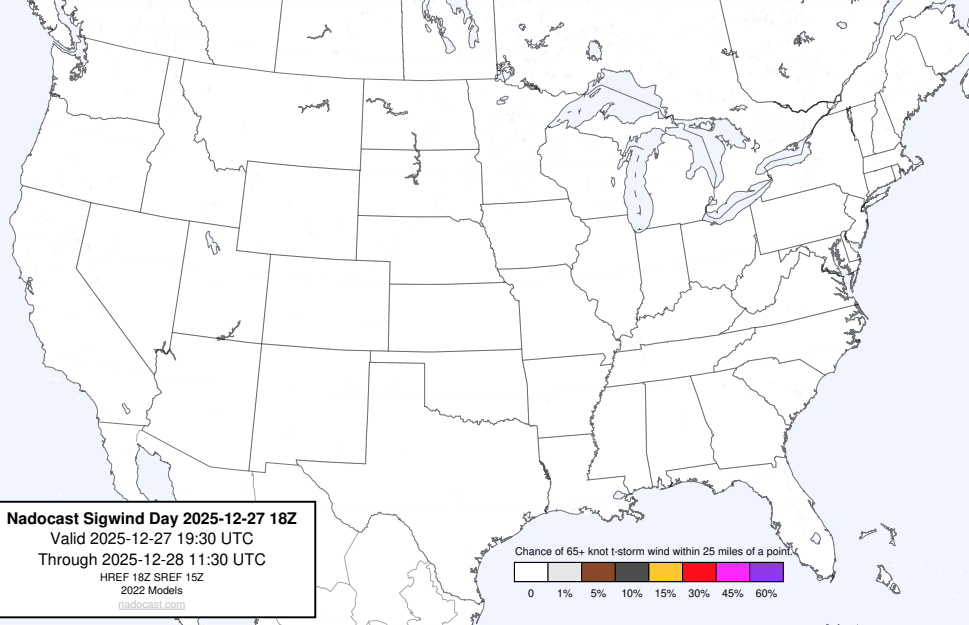 Nadocast Sigwind Day 2025-12-27 18Z
Valid 2025-12-27 19:30 UTC
Through 2025-12-28 11:30 UTC
HREF 18Z SREF 15Z
2022 Models
nadocast.com
Chance of 65+ knot t-storm wind within 25 miles of a point.
0 1% 5% 10% 15% 30% 45% 60%